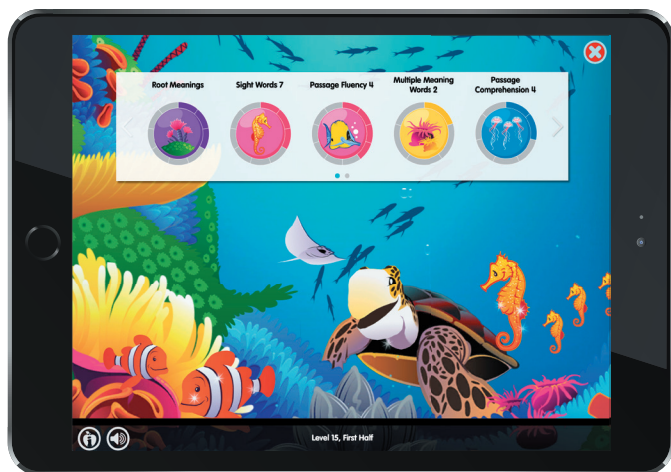 Root Meanings
Sight Words 7
Passage Fluency 4
Multiple Meaning
Words 2
Passage
Comprehension 4
Level 15, First Half